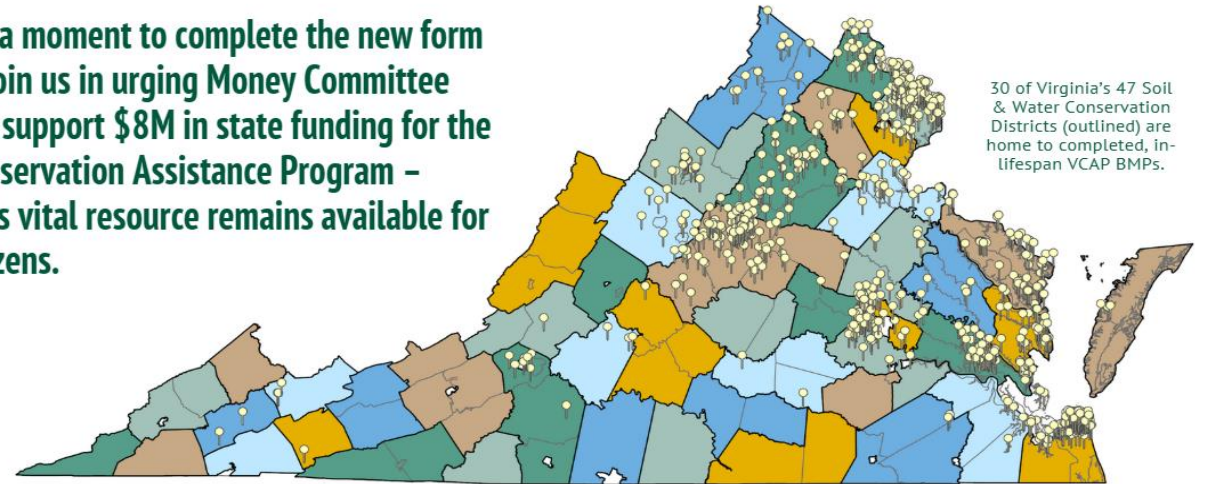 a moment to complete the new form
oin us in urging Money Committee
support $8M in state funding for the
servation Assistance Program –
s vital resource remains available for
zens.
30 of Virginia's 47 Soil
& Water Conservation
Districts (outlined) are
home to completed, in-
lifespan VCAP BMPs.